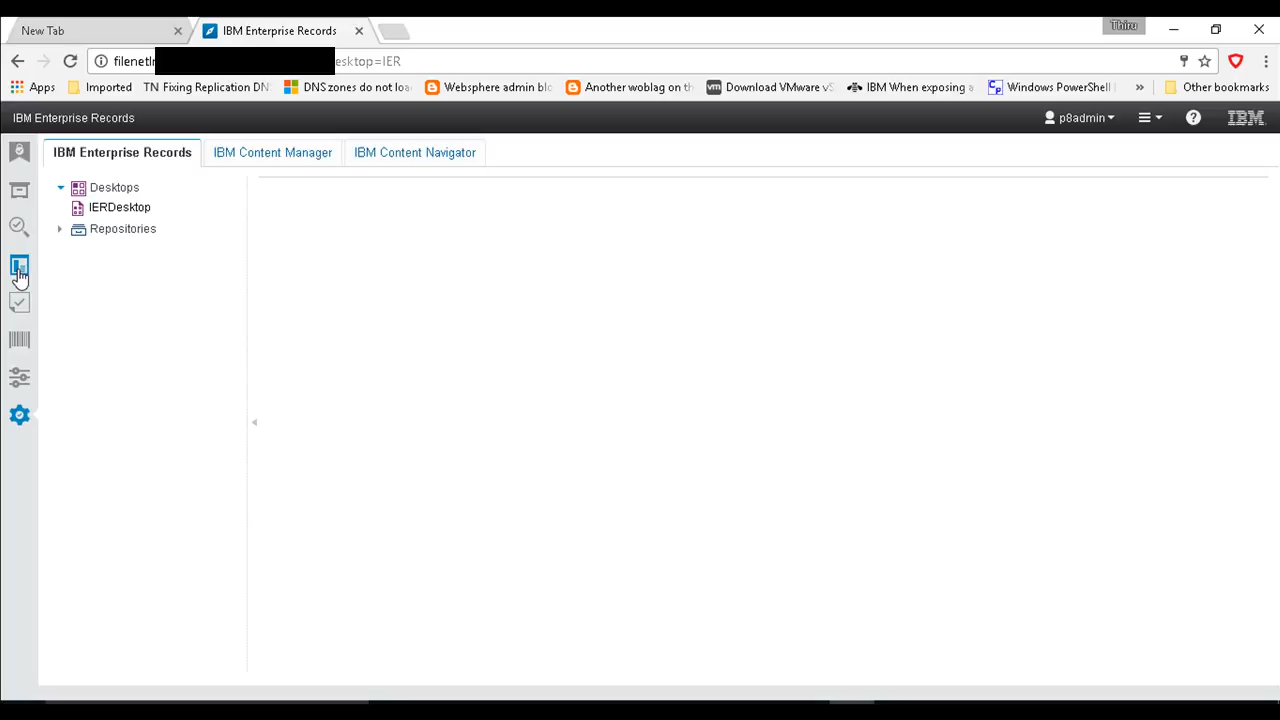 New Tab
IBM Enterprise Records
Thiru
filenetIr
esktop=IER
Apps
Imported
TN Fixing Replication DN
DNS zones do not loa
Websphere admin blo
Another woblag on th
Download VMware vS
IBM When exposing a
Windows PowerShell
»
Other bookmarks
IBM Enterprise Records
p8admin
IBM
IBM Enterprise Records
IBM Content Manager
IBM Content Navigator
Desktops
IERDesktop
Repositories